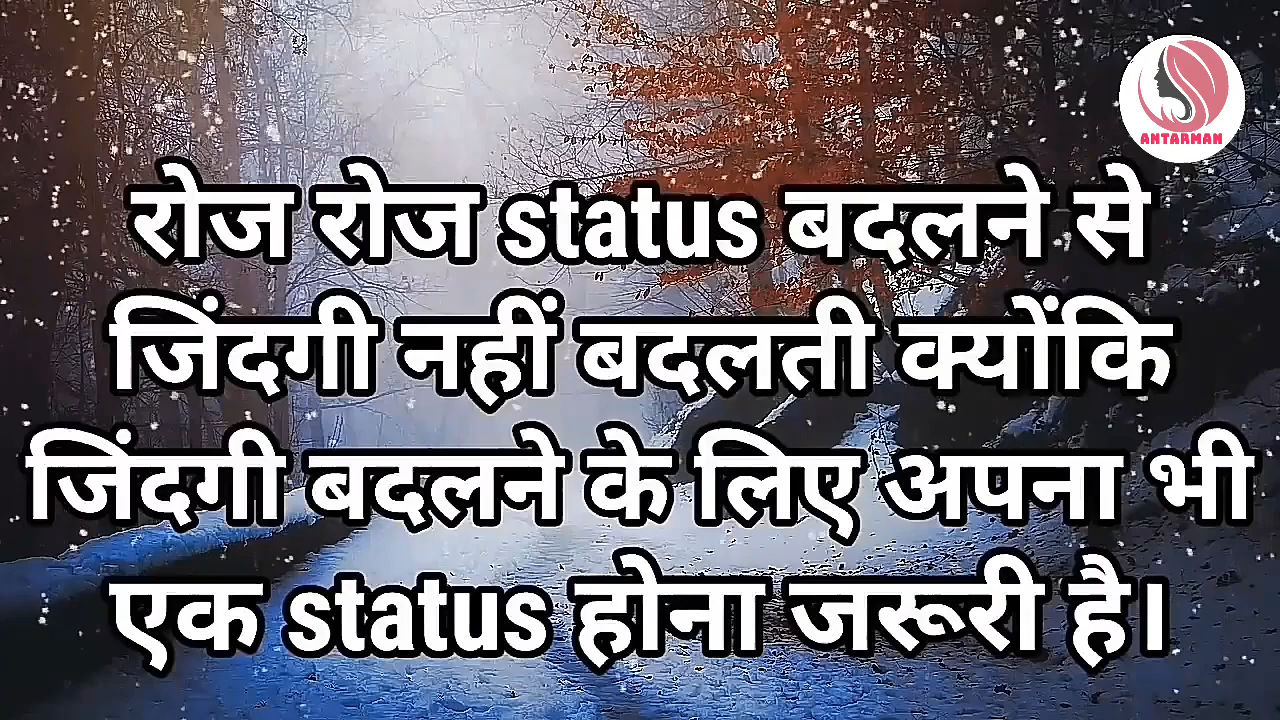 ANTARMAN
रोज रोज status बदलने से
जिंदगी नहीं बदलती क्योंकि
जिंदगी बदलने के लिए अपना भी
एक status होना जरूरी है।